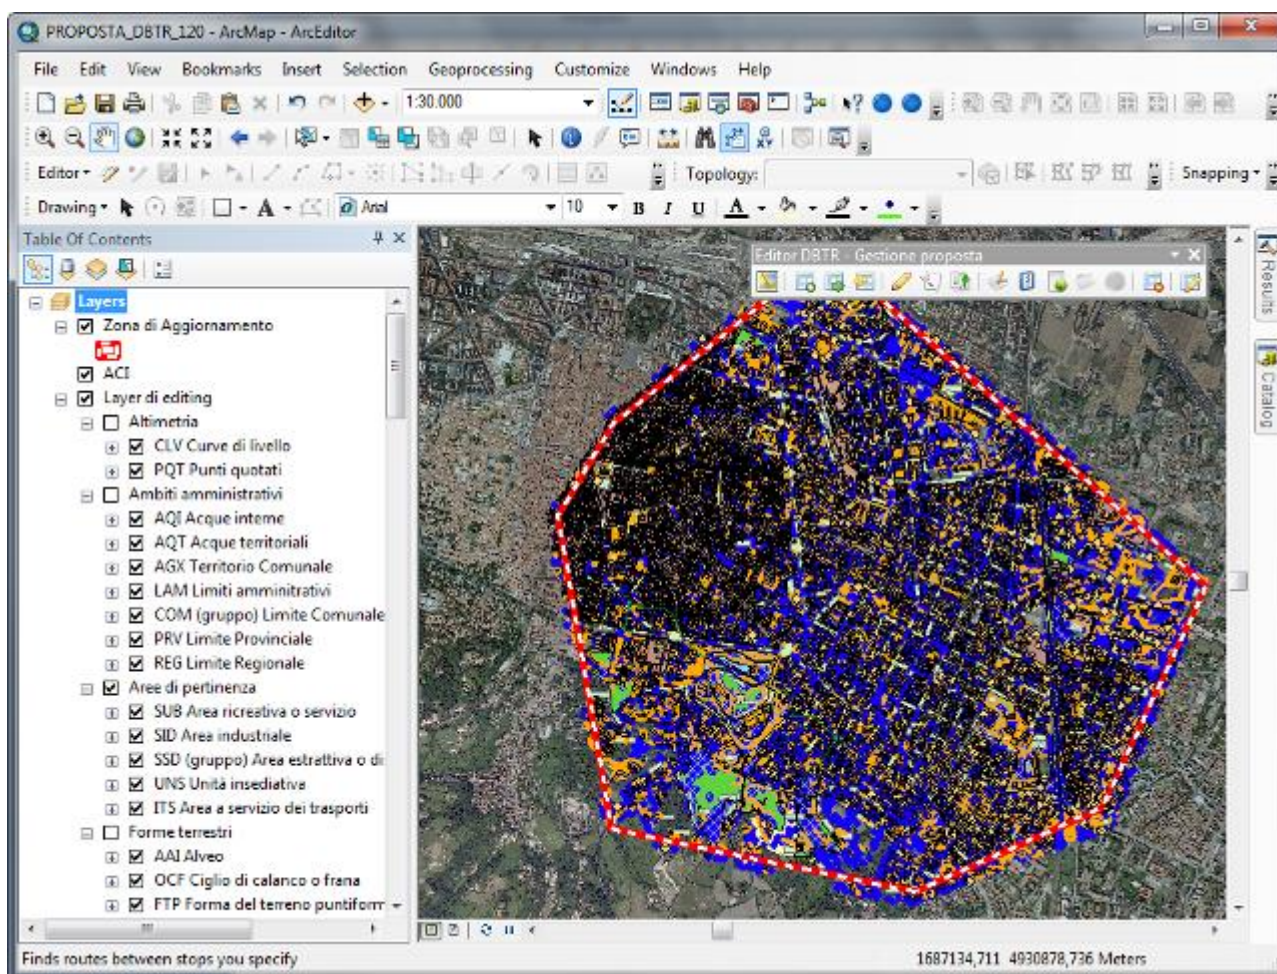 PROPOSTA_DBTR_120 - ArcMap - ArcEditor
File Edit View Bookmarks Insert Selection Geoprocessing Customize Windows Help
1:30.000
Editor Topology: Snapping
Drawing A Arial 10 B I U A
Table Of Contents
Editor DBTR - Gestione proposta
Layers
Zona di Aggiornamento
ACI
Layer di editing
Altimetria
CLV Curve di livello
PQT Punti quotati
Ambiti amministrativi
AQI Acque interne
AQT Acque territoriali
AGX Territorio Comunale
LAM Limiti amminitrativi
COM (gruppo) Limite Comunale
PRV Limite Provinciale
REG Limite Regionale
Aree di pertinenza
SUB Area ricreativa o servizio
SID Area industriale
SSD (gruppo) Area estrattiva o di
UNS Unità insediativa
ITS Area a servizio dei trasporti
Forme terrestri
AAI Alveo
OCF Ciglio di calanco o frana
FTP Forma del terreno puntiform
Results
Catalog
Finds routes between stops you specify
1687134,711 4930878,736 Meters